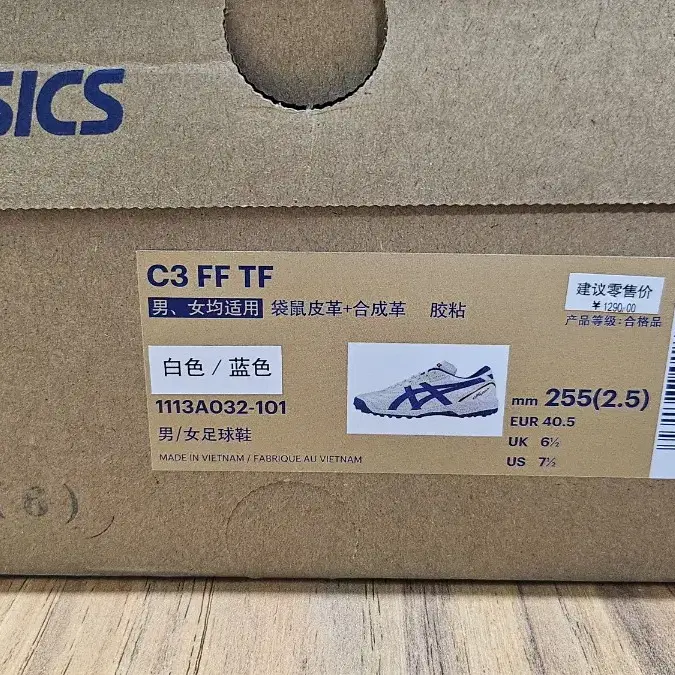 SICS
C3 FF TF
男、女均适用 袋鼠皮革+合成革 胶粘
建议零售价
¥ 1290.00
产品等级:合格品
白色 / 蓝色
1113A032-101
男/女足球鞋
mm 255(2.5)
EUR 40.5
UK 6½
US 7½
MADE IN VIETNAM / FABRIQUE AU VIETNAM
6)